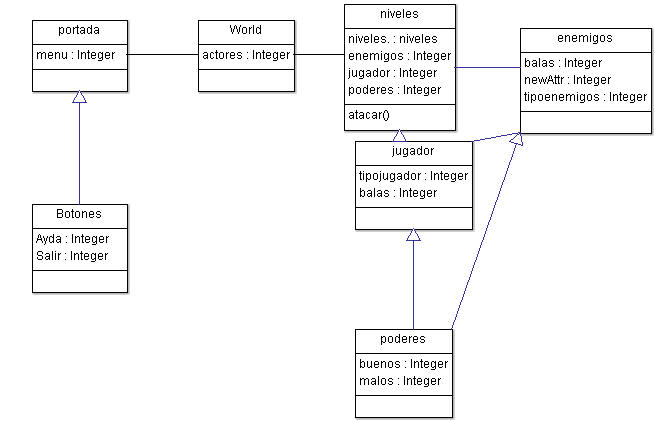 portada
menu : Integer
World
actores : Integer
niveles
niveles. : niveles
enemigos : Integer
jugador : Integer
poderes : Integer
atacar()
enemigos
balas : Integer
newAttr : Integer
tipoenemigos : Integer
jugador
tipojugador : Integer
balas : Integer
Botones
Ayda : Integer
Salir : Integer
poderes
buenos : Integer
malos : Integer